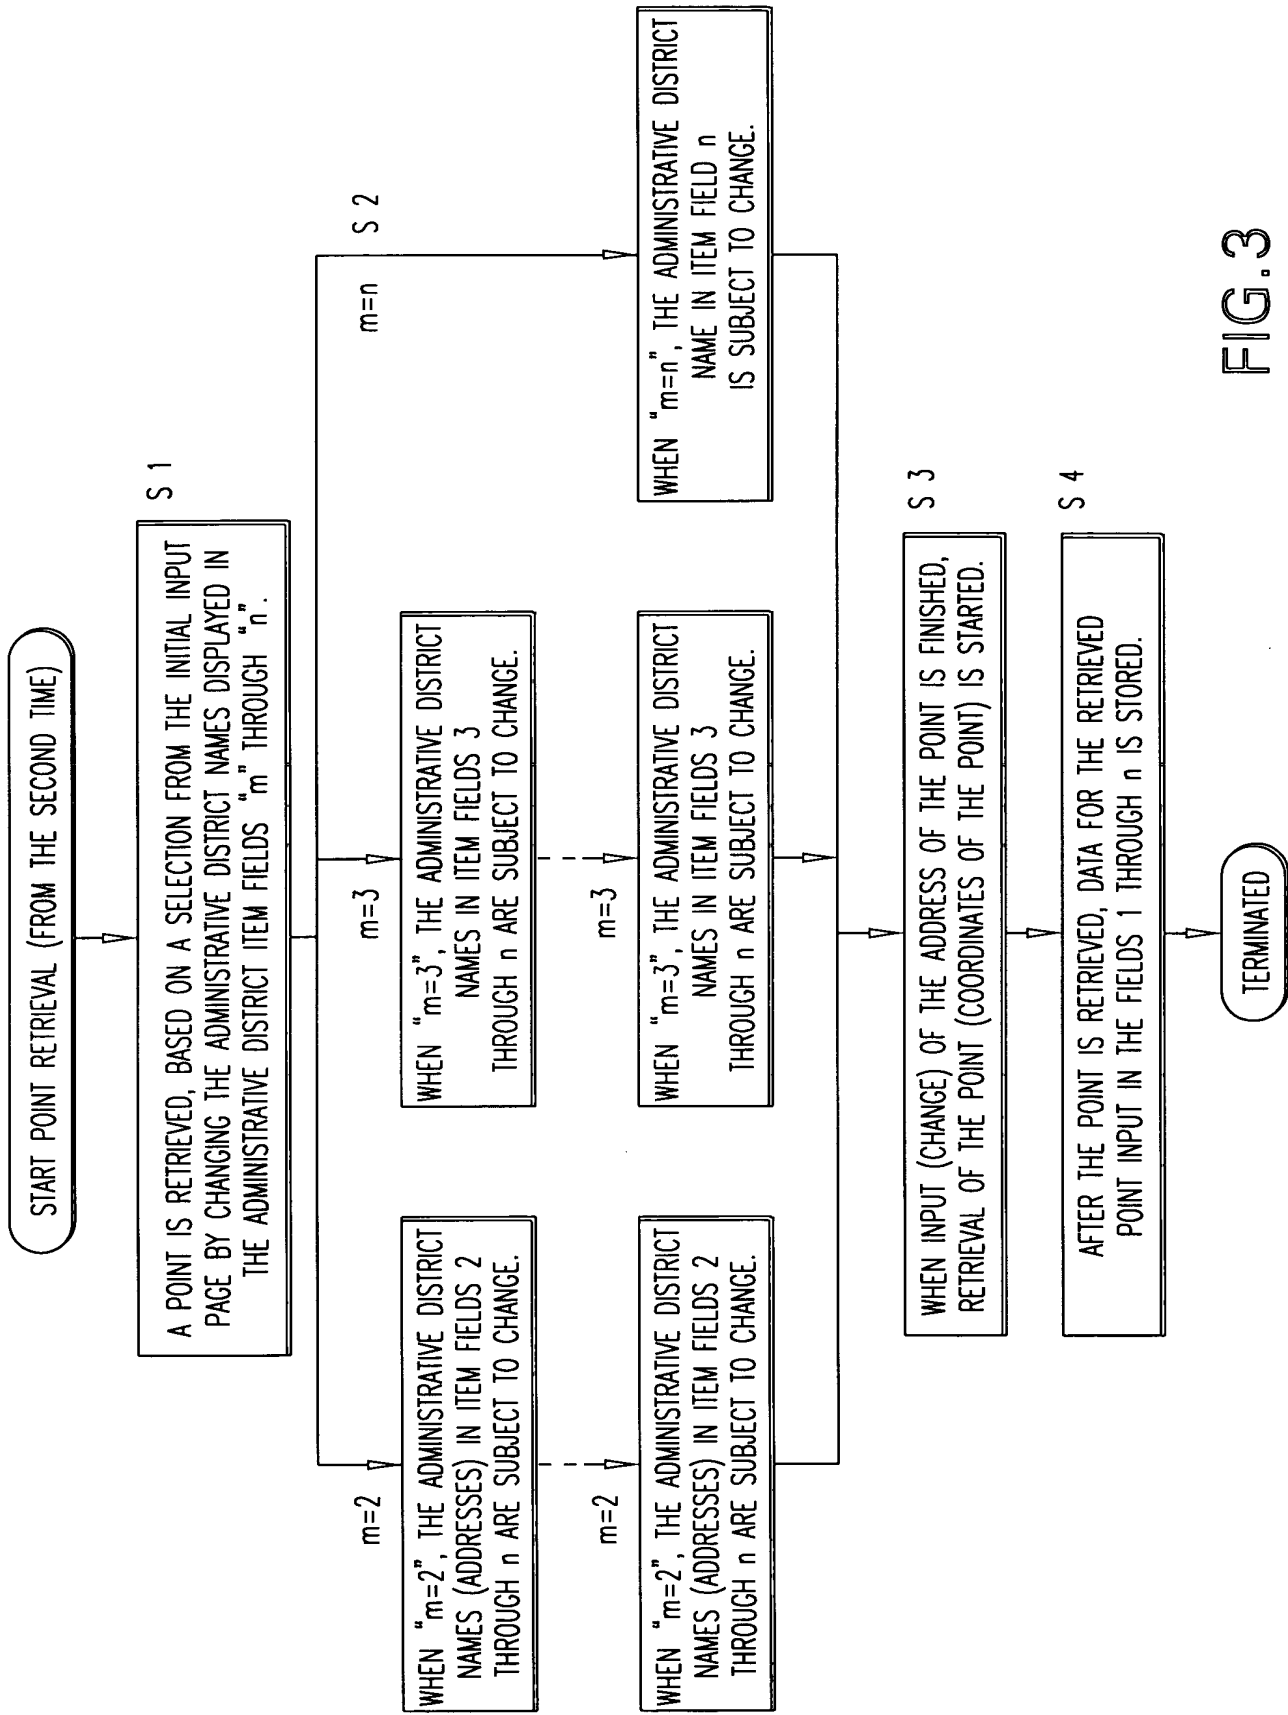 START POINT RETRIEVAL (FROM THE SECOND TIME)
S 1
A POINT IS RETRIEVED, BASED ON A SELECTION FROM THE INITIAL INPUT
PAGE BY CHANGING THE ADMINISTRATIVE DISTRICT NAMES DISPLAYED IN
THE ADMINISTRATIVE DISTRICT ITEM FIELDS "m" THROUGH "n".
m=2
m=3
m=n
S 2
WHEN "m=2", THE ADMINISTRATIVE DISTRICT
NAMES (ADDRESSES) IN ITEM FIELDS 2
THROUGH n ARE SUBJECT TO CHANGE.
WHEN "m=3", THE ADMINISTRATIVE DISTRICT
NAMES IN ITEM FIELDS 3
THROUGH n ARE SUBJECT TO CHANGE.
m=2
m=3
WHEN "m=2", THE ADMINISTRATIVE DISTRICT
NAMES (ADDRESSES) IN ITEM FIELDS 2
THROUGH n ARE SUBJECT TO CHANGE.
WHEN "m=3", THE ADMINISTRATIVE DISTRICT
NAMES IN ITEM FIELDS 3
THROUGH n ARE SUBJECT TO CHANGE.
WHEN "m=n", THE ADMINISTRATIVE DISTRICT
NAME IN ITEM FIELD n
IS SUBJECT TO CHANGE.
S 3
WHEN INPUT (CHANGE) OF THE ADDRESS OF THE POINT IS FINISHED,
RETRIEVAL OF THE POINT (COORDINATES OF THE POINT) IS STARTED.
S 4
AFTER THE POINT IS RETRIEVED, DATA FOR THE RETRIEVED
POINT INPUT IN THE FIELDS 1 THROUGH n IS STORED.
TERMINATED
FIG.3